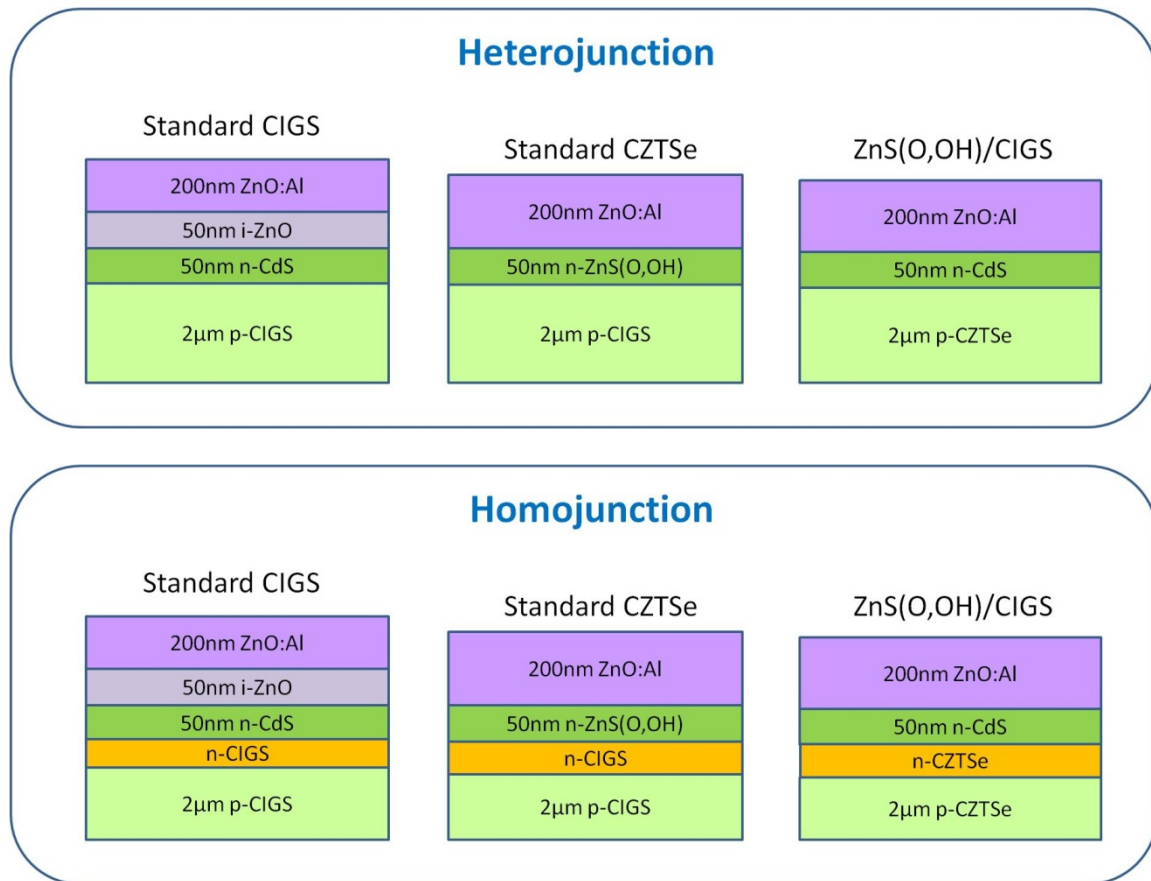 Heterojunction
Standard CIGS
200nm ZnO:Al
50nm i-ZnO
50nm n-CdS
2µm p-CIGS
Standard CZTSe
200nm ZnO:Al
50nm n-ZnS(O,OH)
2µm p-CIGS
ZnS(O,OH)/CIGS
200nm ZnO:Al
50nm n-CdS
2µm p-CZTSe
Homojunction
Standard CIGS
200nm ZnO:Al
50nm i-ZnO
50nm n-CdS
n-CIGS
2µm p-CIGS
Standard CZTSe
200nm ZnO:Al
50nm n-ZnS(O,OH)
n-CIGS
2µm p-CIGS
ZnS(O,OH)/CIGS
200nm ZnO:Al
50nm n-CdS
n-CZTSe
2µm p-CZTSe